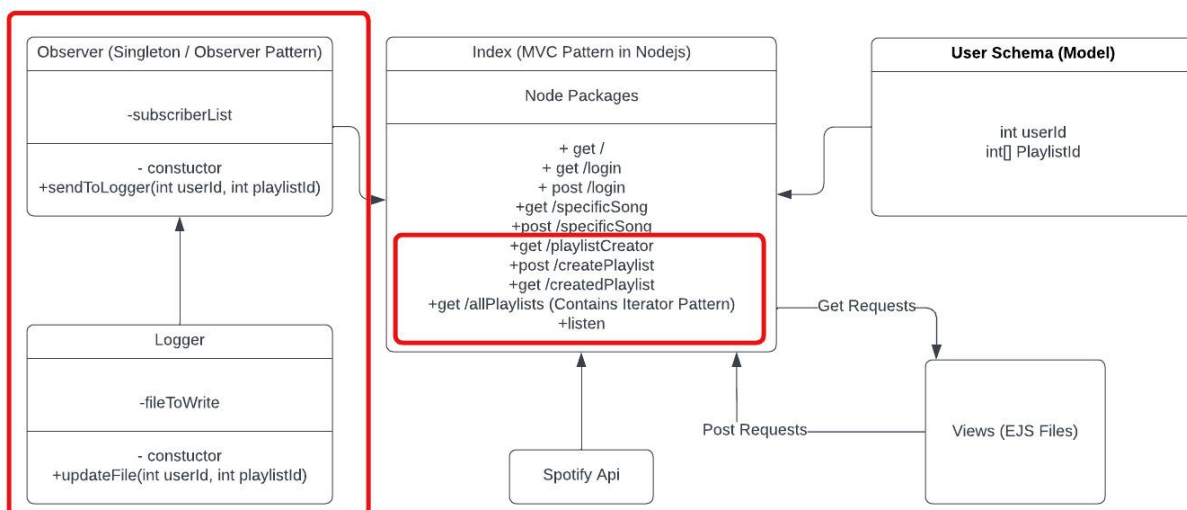 Observer (Singleton / Observer Pattern)
-subscriberList
- constuctor
+sendToLogger(int userId, int playlistId)
Logger
-fileToWrite
- constuctor
+updateFile(int userId, int playlistId)
Index (MVC Pattern in Nodejs)
Node Packages
+ get /
+ get /login
+ post /login
+get /specificSong
+post /specificSong
+get /playlistCreator
+post /createPlaylist
+get /createdPlaylist
+get /allPlaylists (Contains Iterator Pattern)
+listen
Spotify Api
User Schema (Model)
int userId
int[] PlaylistId
Get Requests
Post Requests
Views (EJS Files)